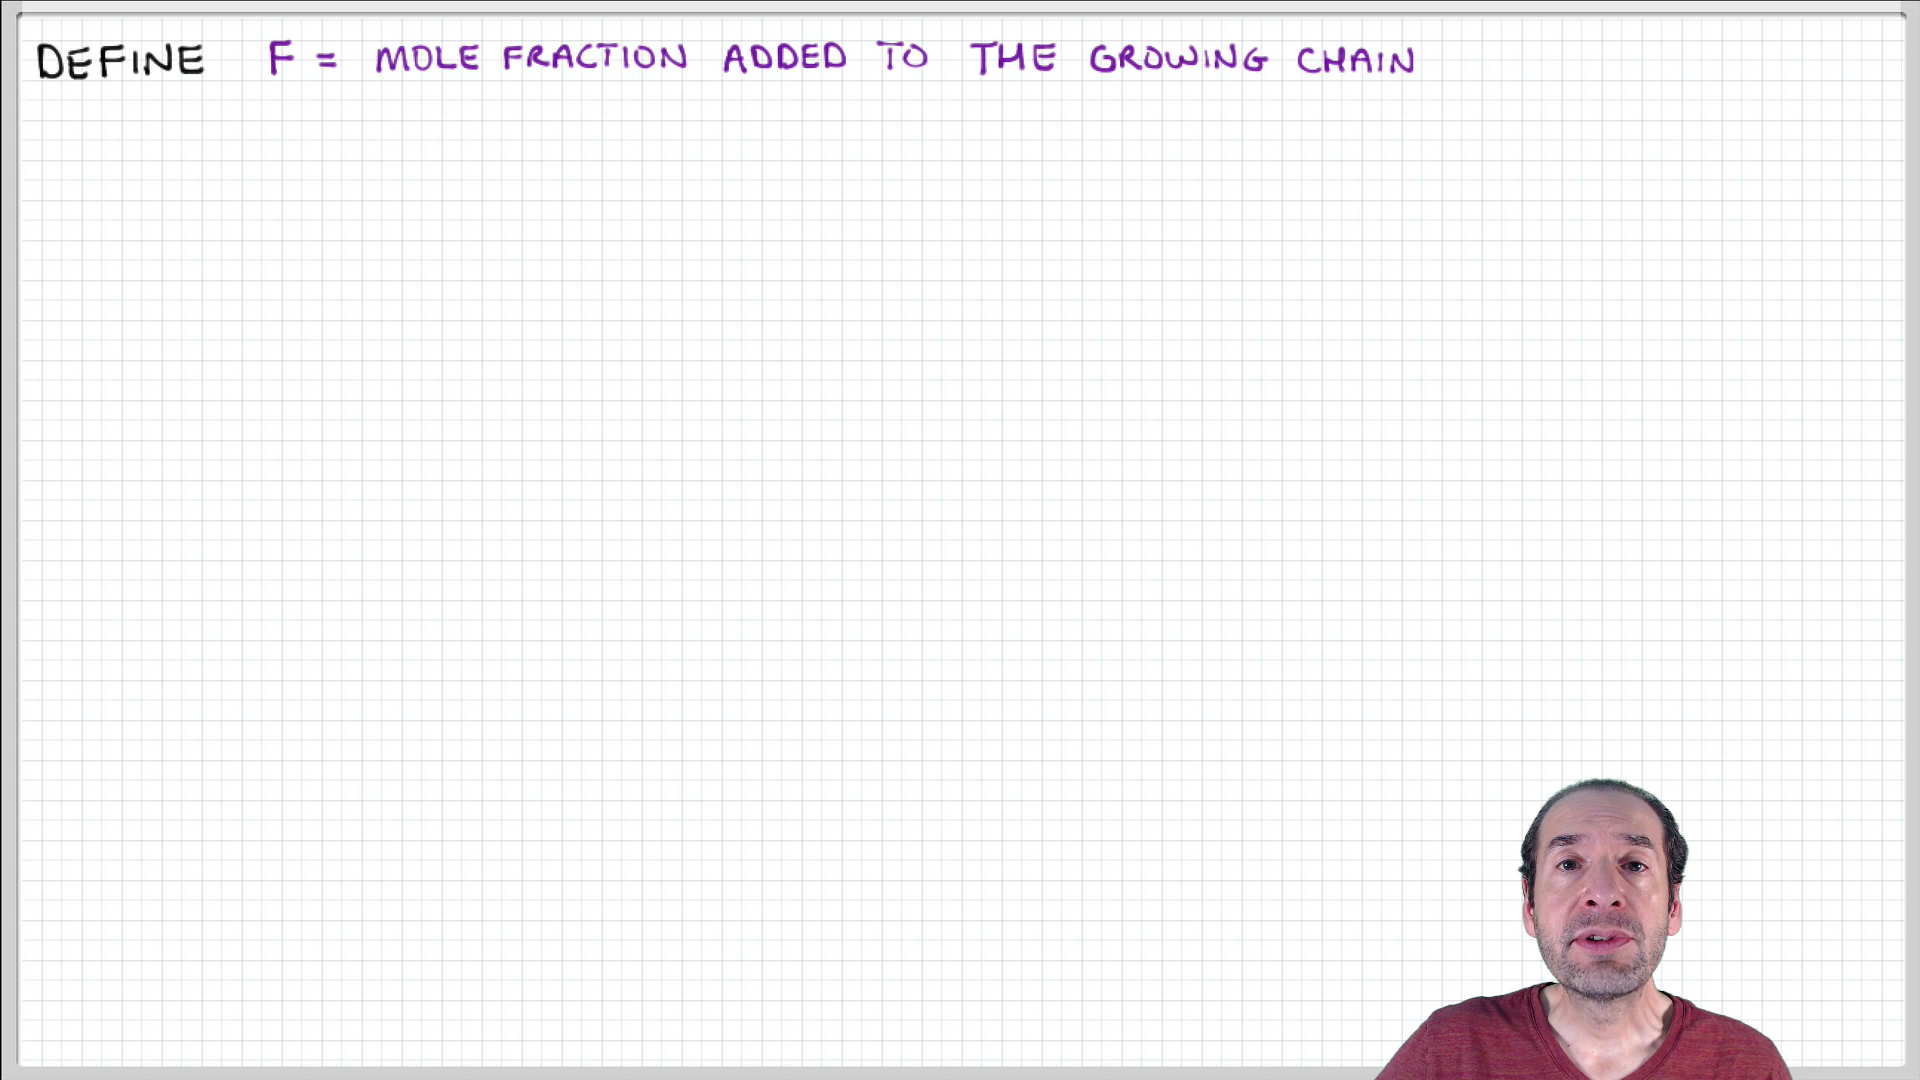 DEFINE F = MOLE FRACTION ADDED TO THE GROWING CHAIN